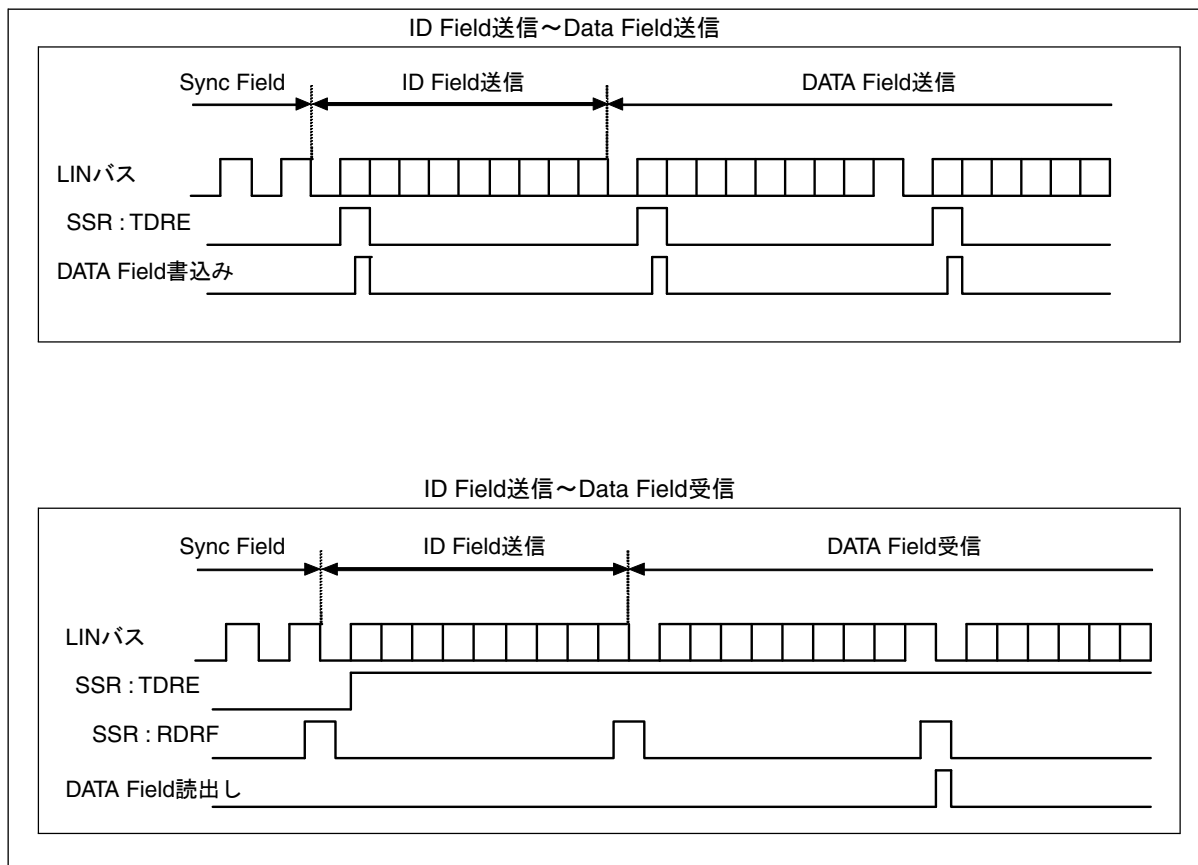 ID Field送信～Data Field送信
Sync Field ID Field送信 DATA Field送信
LINバス
SSR : TDRE
DATA Field書込み
ID Field送信～Data Field受信
Sync Field ID Field送信 DATA Field受信
LINバス
SSR : TDRE
SSR : RDRF
DATA Field読出し